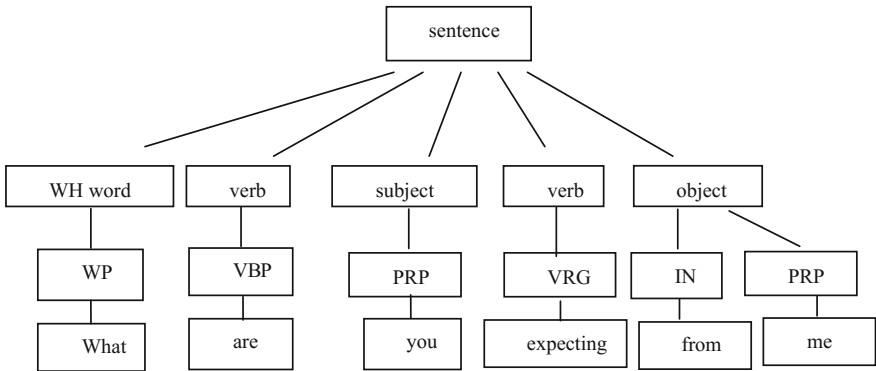 sentence
WH word verb subject verb object
WP VBP PRP VRG IN PRP
What are you expecting from me